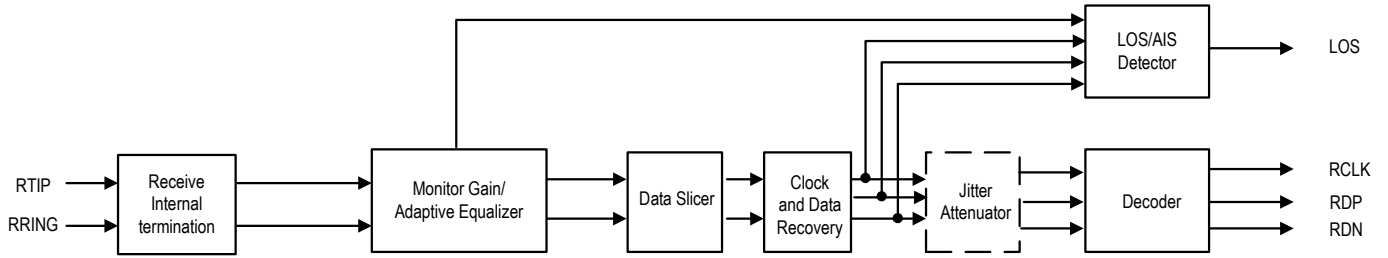 LOS/AIS
Detector
LOS
RTIP
RRING
Receive
Internal
termination
Monitor Gain/
Adaptive Equalizer
Data Slicer
Clock
and Data
Recovery
Jitter
Attenuator
Decoder
RCLK
RDP
RDN